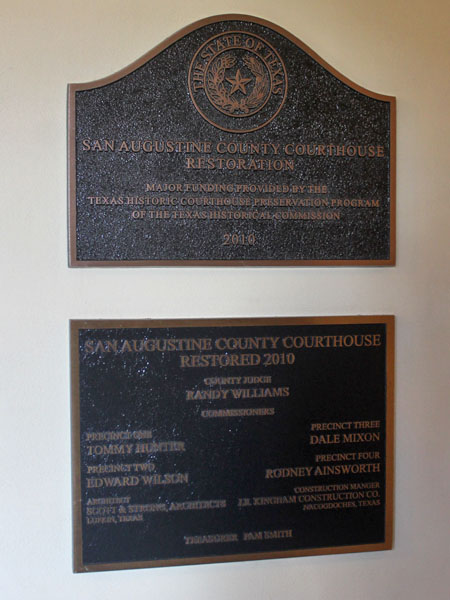 THE STATE OF TEXAS
SAN AUGUSTINE COUNTY COURTHOUSE
RESTORATION
MAJOR FUNDING PROVIDED BY THE
TEXAS HISTORIC COURTHOUSE PRESERVATION PROGRAM
OF THE TEXAS HISTORICAL COMMISSION
2010
SAN AUGUSTINE COUNTY COURTHOUSE
RESTORED 2010
COUNTY JUDGE
RANDY WILLIAMS
COMMISSIONERS
PRECINCT ONE
TOMMY HUNTER
PRECINCT TWO
EDWARD WILSON
ARCHITECT
& STRONG, ARCHITECTS
LUFKIN, TEXAS
PRECINCT THREE
DALE MIXON
PRECINCT FOUR
RODNEY AINSWORTH
CONSTRUCTION MANGER
J.E. KINGHAM CONSTRUCTION CO.
NACOGDOCHES, TEXAS
TREASURER PAM SMITH